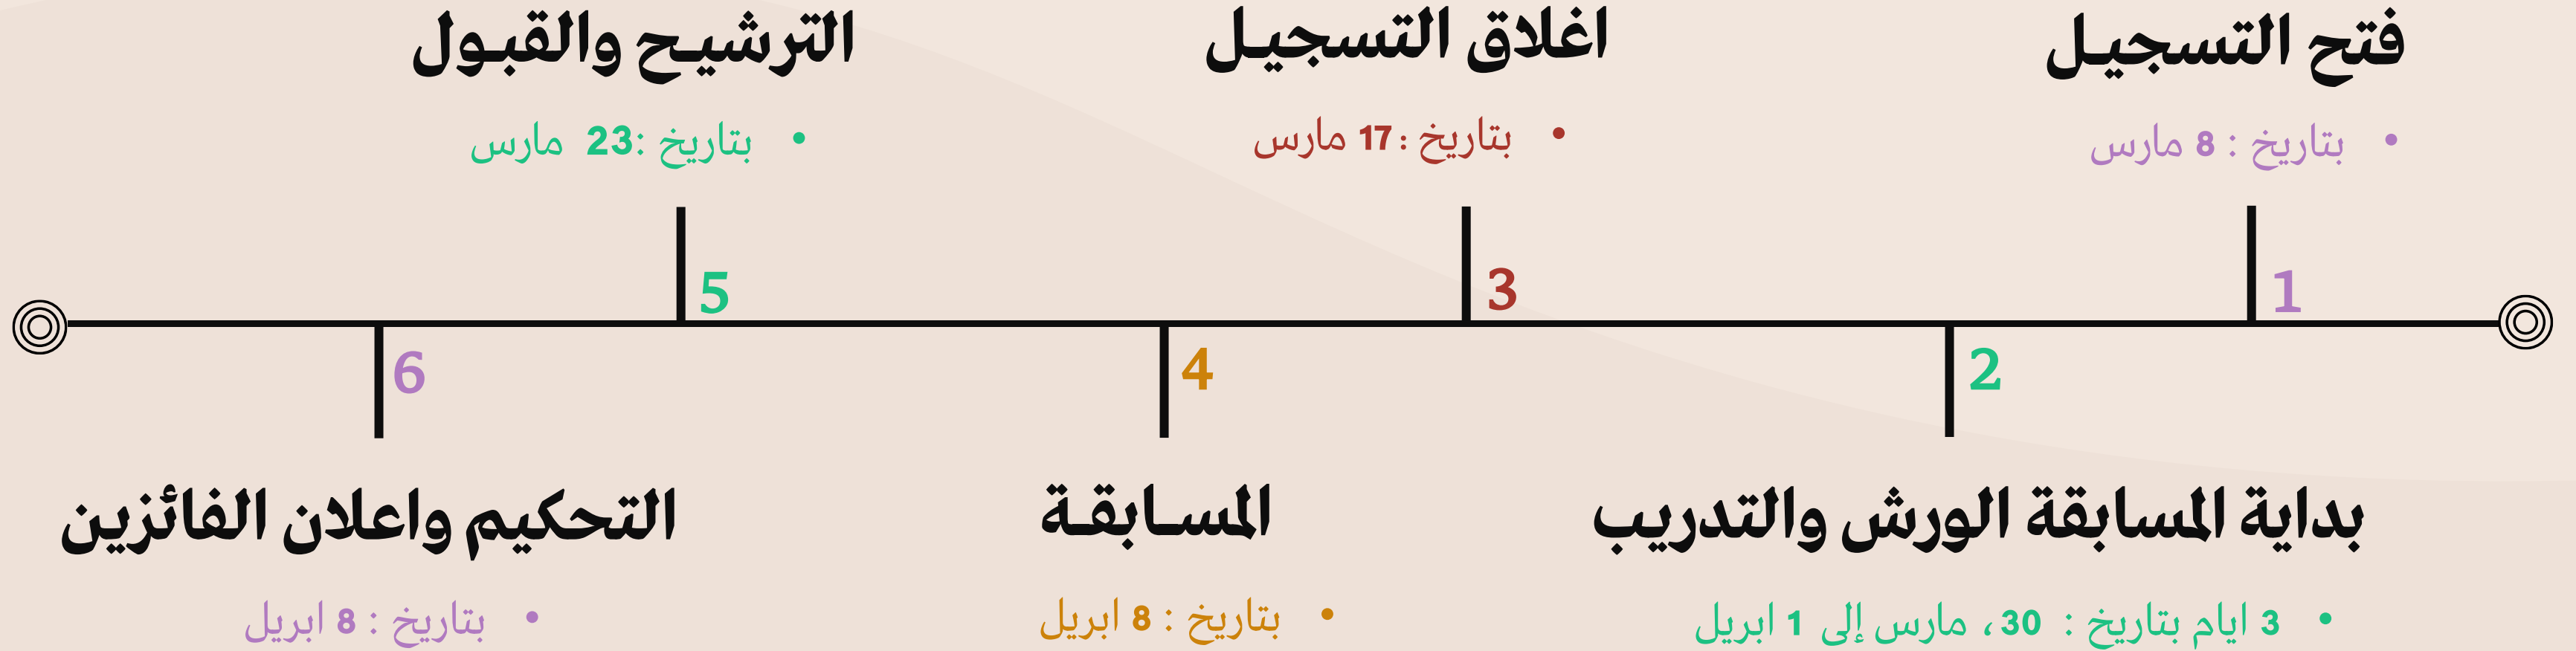 فتح التسجيل
• بتاريخ : 8 مارس
1
اغلاق التسجيل
• بتاريخ : 17 مارس
3
الترشيح والقبول
• بتاريخ :23 مارس
5
2
بداية المسابقة الورش والتدريب
• 3 ايام بتاريخ : 30، مارس إلى 1 ابريل
4
المسابقة
• بتاريخ : 8 ابريل
6
التحكيم واعلان الفائزين
• بتاريخ : 8 ابريل